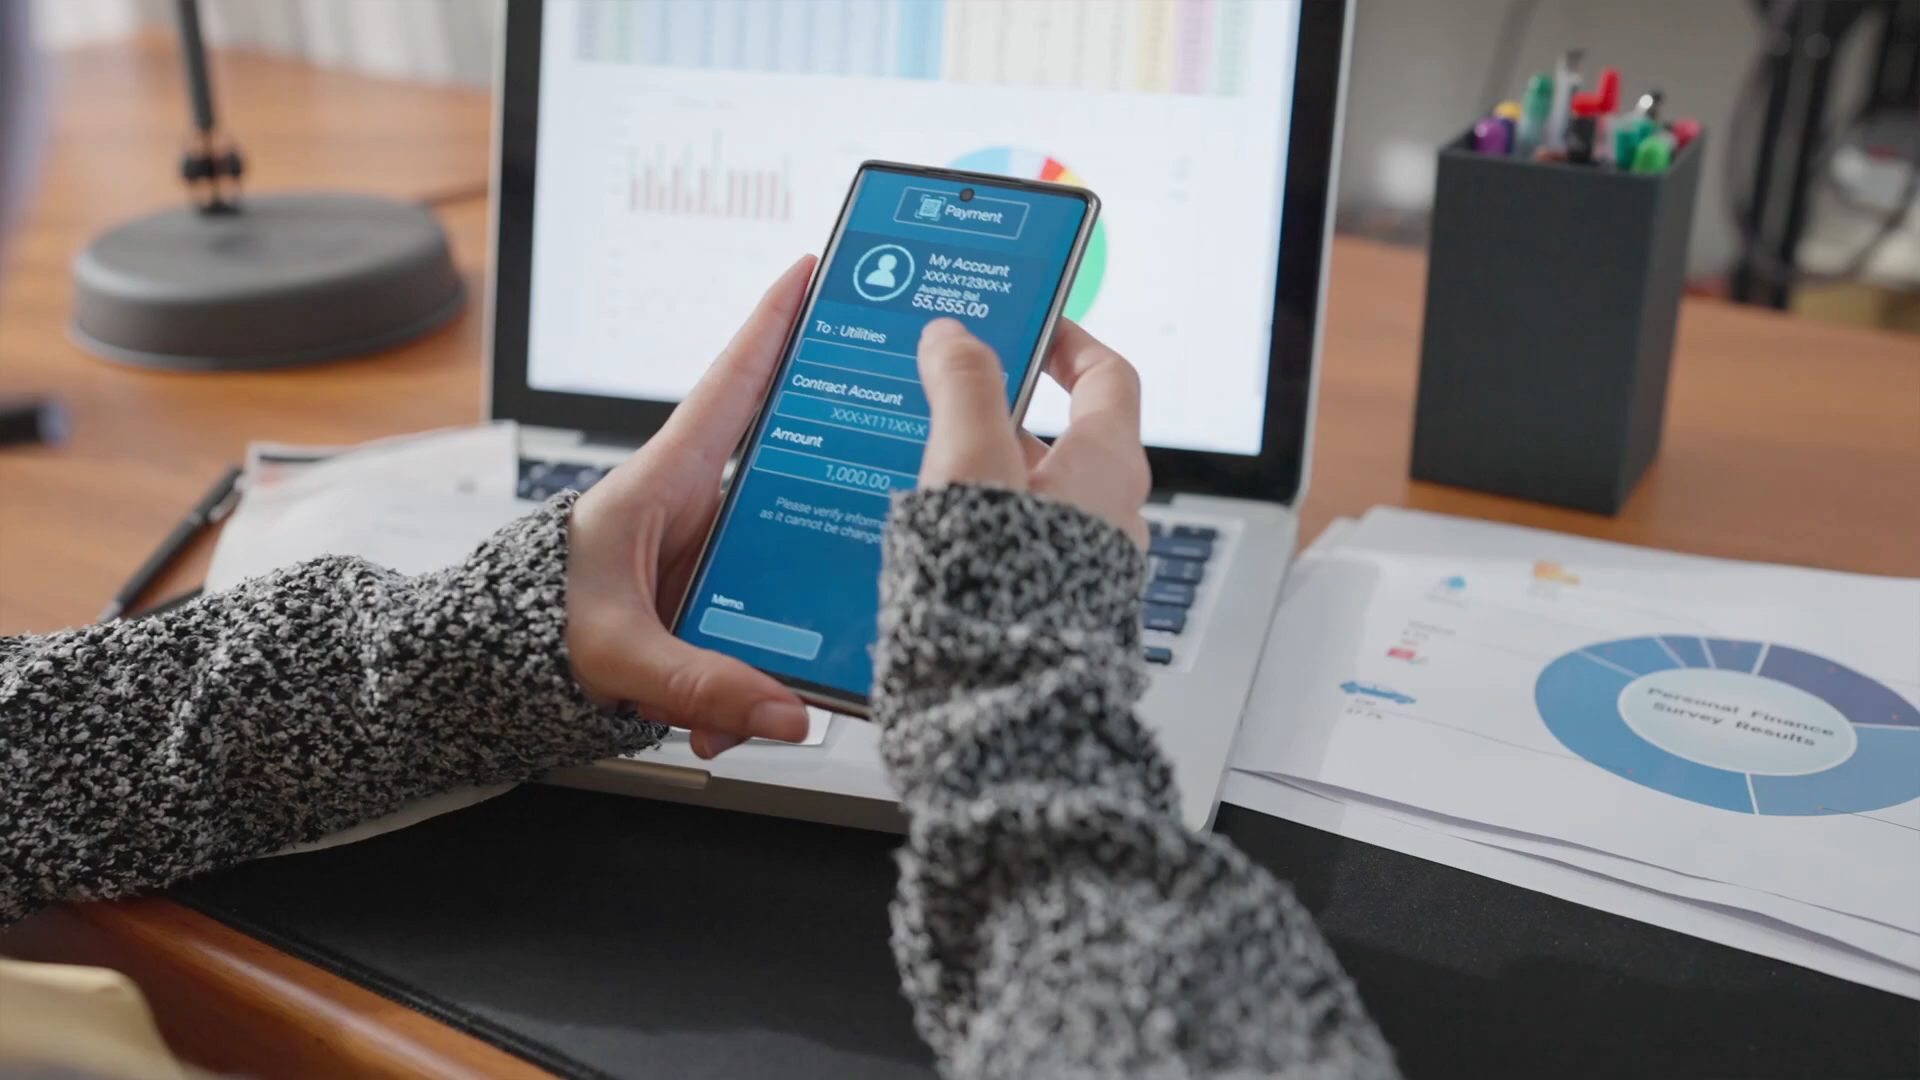 Payment
My Account
XXX-X123XX-X
Available Bal.
55,555.00
To : Utilities
Contract Account
XXX-X111XX-X
Amount
1,000.00
Please verify
as it cannot be
Memo
Personal Finance
Survey Results